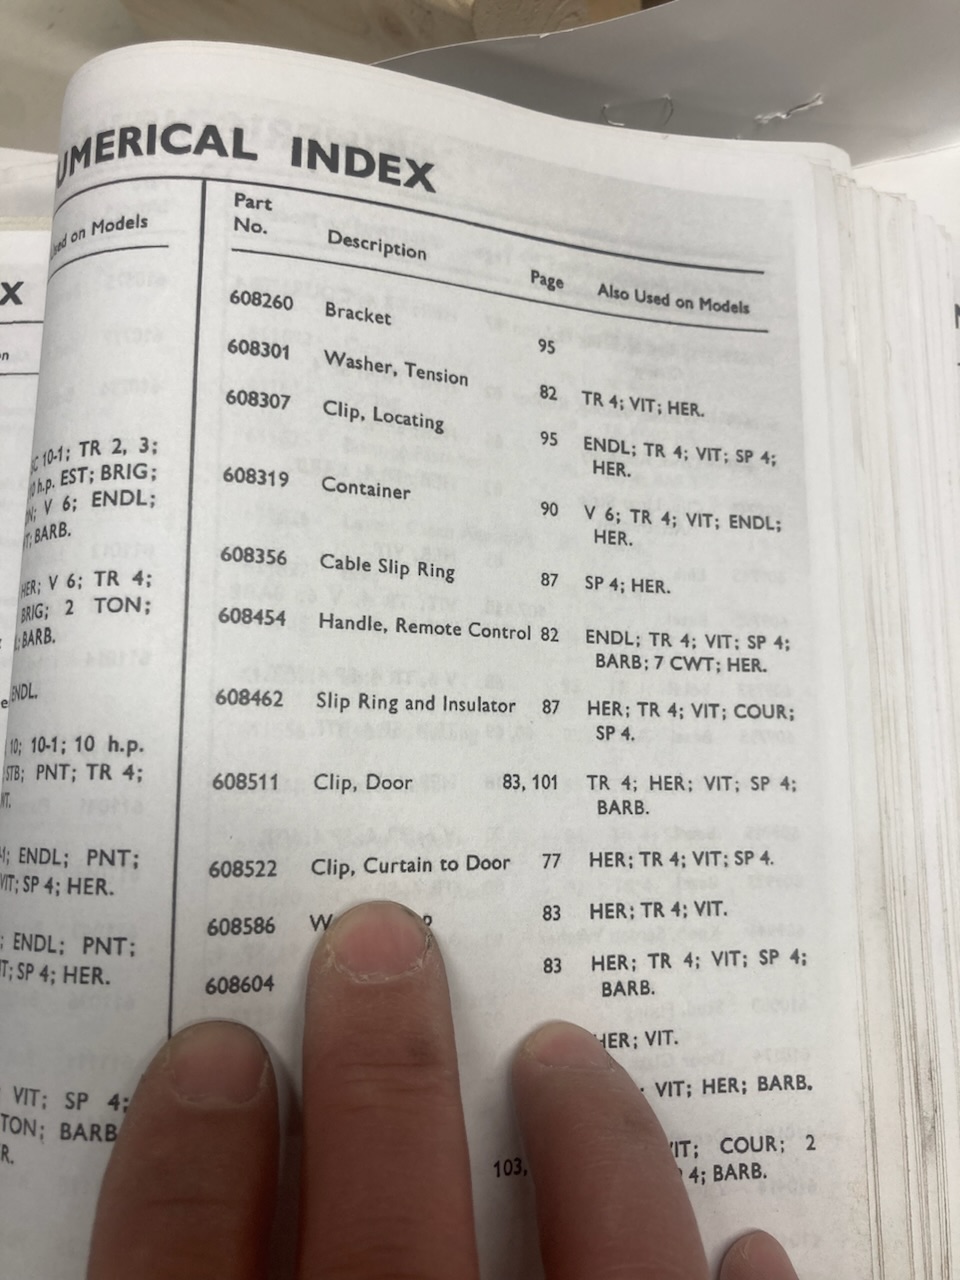 UMERICAL INDEX
Used on Models
X
10-1; TR 2, 3;
h.p. EST; BRIG;
V 6; ENDL;
BARB.
HER; V 6; TR 4;
BRIG; 2 TON;
BARB.
ENDL.
10; 10-1; 10 h.p.
STB; PNT; TR 4;
ENDL; PNT;
VIT; SP 4; HER.
; ENDL; PNT;
SP 4; HER.
VIT; SP 4;
TON; BARB
R.
Part No. Description Page Also Used on Models
608260 Bracket 95
608301 Washer, Tension 82 TR 4; VIT; HER.
608307 Clip, Locating 95 ENDL; TR 4; VIT; SP 4;
HER.
608319 Container 90 V 6; TR 4; VIT; ENDL;
HER.
608356 Cable Slip Ring 87 SP 4; HER.
608454 Handle, Remote Control 82 ENDL; TR 4; VIT; SP 4;
BARB; 7 CWT; HER.
608462 Slip Ring and Insulator 87 HER; TR 4; VIT; COUR;
SP 4.
608511 Clip, Door 83, 101 TR 4; HER; VIT; SP 4;
BARB.
608522 Clip, Curtain to Door 77 HER; TR 4; VIT; SP 4.
608586 83 HER; TR 4; VIT.
608604 83 HER; TR 4; VIT; SP 4;
BARB.
HER; VIT.
VIT; HER; BARB.
VIT; COUR; 2
103, 4; BARB.